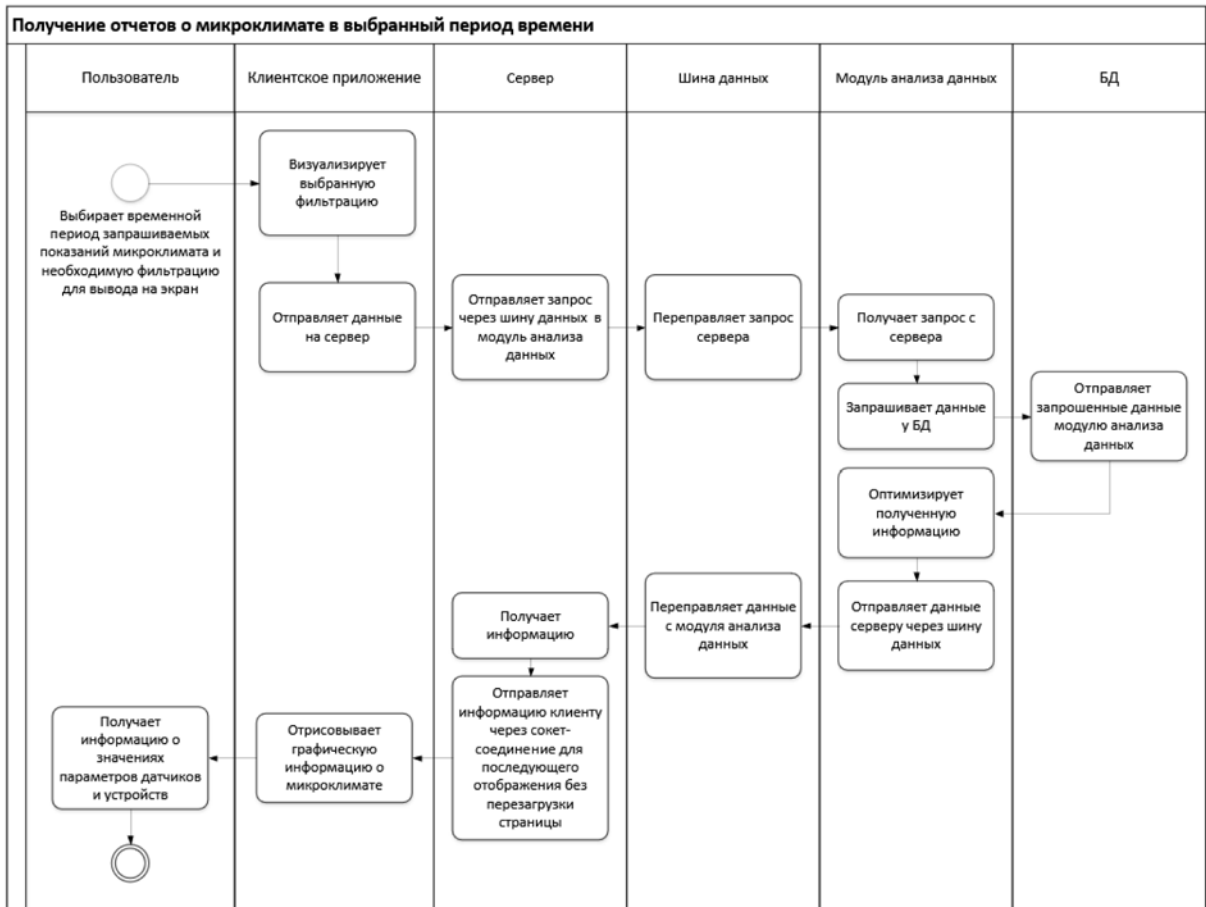 Получение отчетов о микроклимате в выбранный период времени
Пользователь
Клиентское приложение
Сервер
Шина данных
Модуль анализа данных
БД
Выбирает временной
период запрашиваемых
показаний микроклимата и
необходимую фильтрацию
для вывода на экран
Визуализирует
выбранную
фильтрацию
Отправляет данные
на сервер
Отправляет запрос
через шину данных в
модуль анализа
данных
Переправляет запрос
сервера
Получает запрос с
сервера
Запрашивает данные
у БД
Отправляет
запрошенные данные
модулю анализа
данных
Оптимизирует
полученную
информацию
Отправляет данные
серверу через шину
данных
Переправляет данные
с модуля анализа
данных
Получает
информацию
Отправляет
информацию клиенту
через сокет-
соединение для
последующего
отображения без
перезагрузки
страницы
Отрисовывает
графическую
информацию о
микроклимате
Получает
информацию о
значениях
параметров датчиков
и устройств